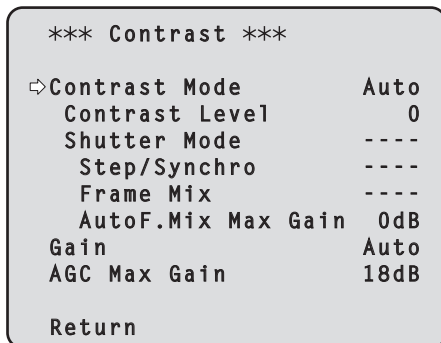 *** Contrast ***
⇨Contrast Mode Auto
Contrast Level 0
Shutter Mode ----
Step/Synchro ----
Frame Mix ----
AutoF.Mix Max Gain 0dB
Gain Auto
AGC Max Gain 18dB
Return